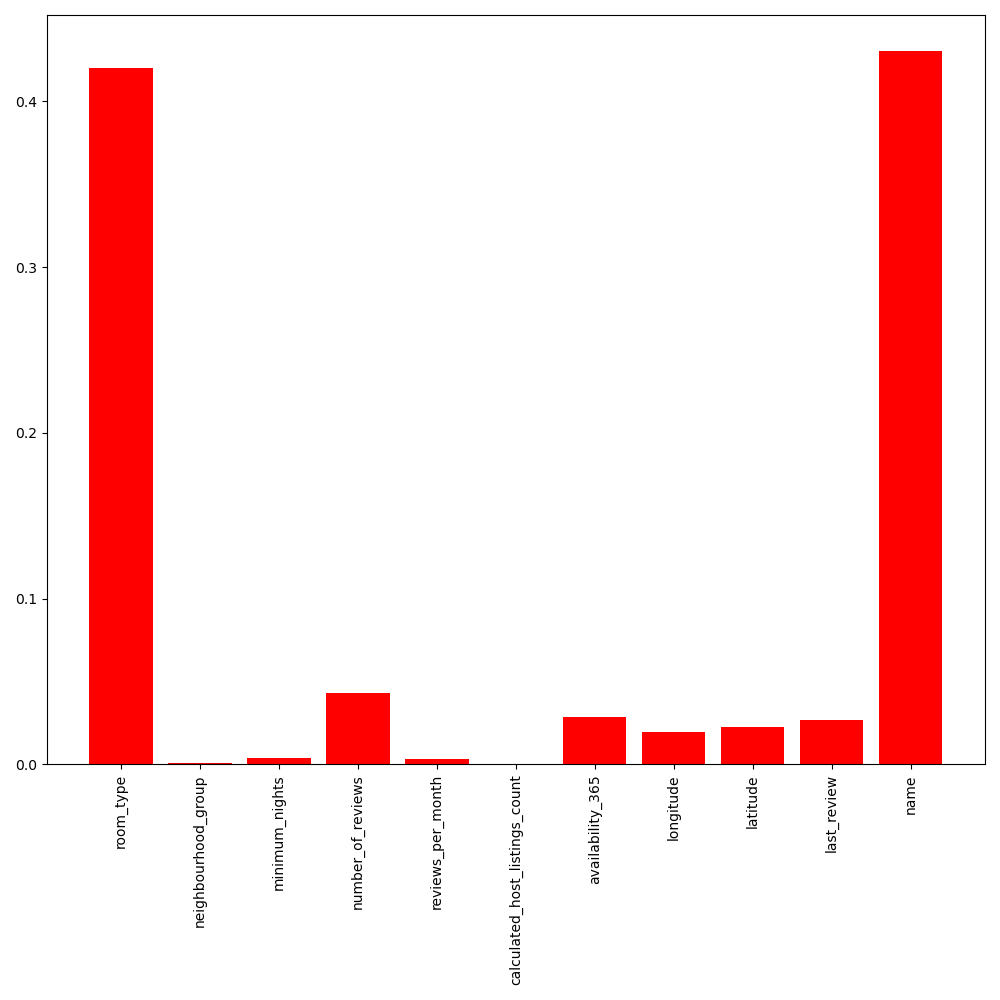 0.4
0.3
0.2
0.1
0.0
room_type
neighbourhood_group
minimum_nights
number_of_reviews
reviews_per_month
calculated_host_listings_count
availability_365
longitude
latitude
last_review
name